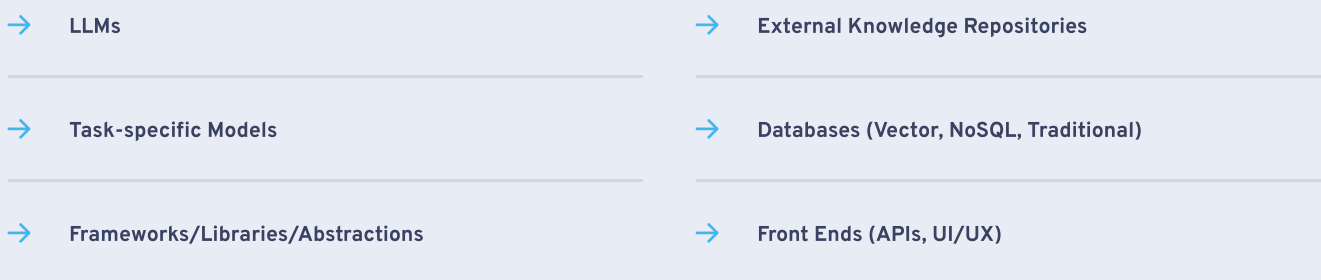 LLMs
External Knowledge Repositories
Task-specific Models
Databases (Vector, NoSQL, Traditional)
Frameworks/Libraries/Abstractions
Front Ends (APIs, UI/UX)